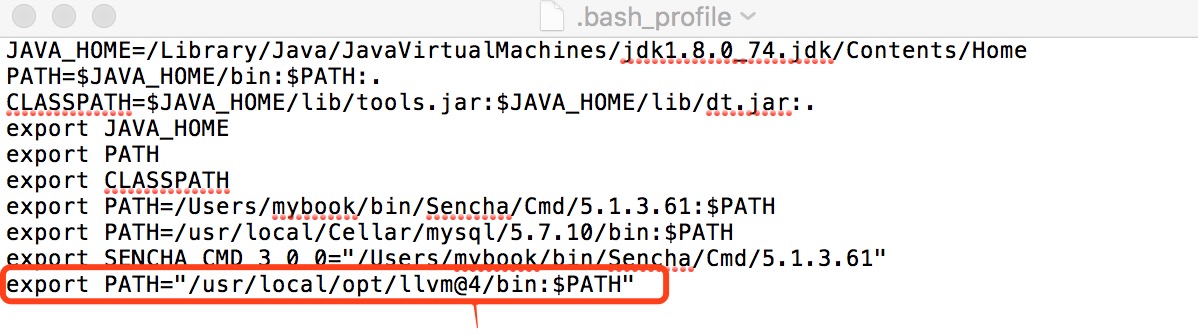 .bash_profile
JAVA_HOME=/Library/Java/JavaVirtualMachines/jdk1.8.0_74.jdk/Contents/Home
PATH=$JAVA_HOME/bin:$PATH:.
CLASSPATH=$JAVA_HOME/lib/tools.jar:$JAVA_HOME/lib/dt.jar:.
export JAVA_HOME
export PATH
export CLASSPATH
export PATH=/Users/mybook/bin/Sencha/Cmd/5.1.3.61:$PATH
export PATH=/usr/local/Cellar/mysql/5.7.10/bin:$PATH
export SENCHA_CMD_3_0_0="/Users/mybook/bin/Sencha/Cmd/5.1.3.61"
export PATH="/usr/local/opt/llvm@4/bin:$PATH"